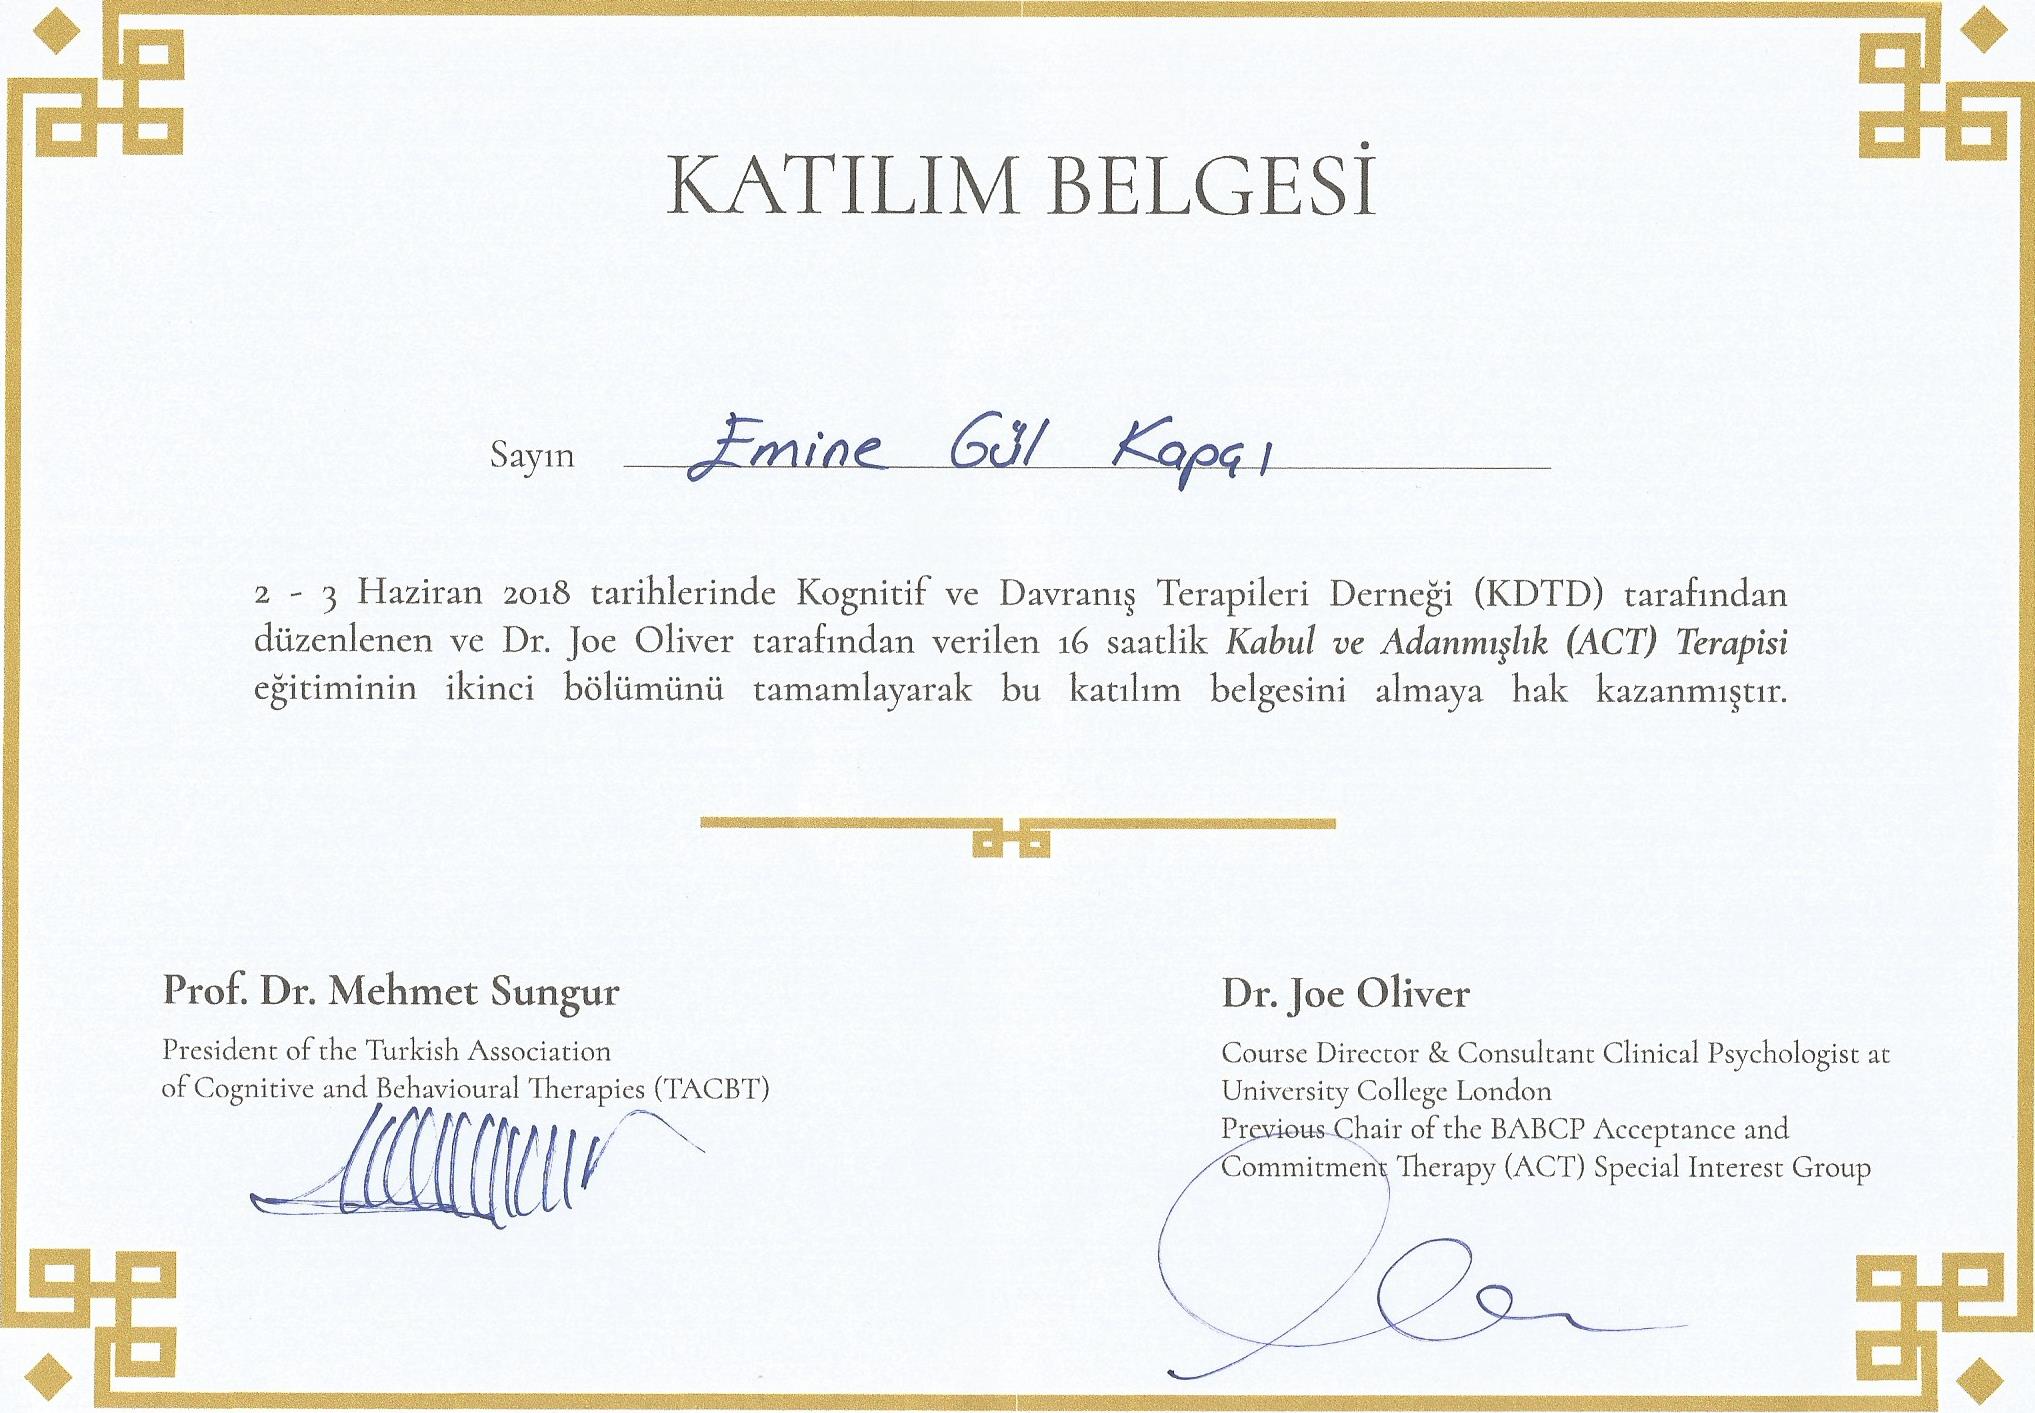 KATILIM BELGESİ
Sayın Emine Gül Kapçı
2 - 3 Haziran 2018 tarihlerinde Kognitif ve Davranış Terapileri Derneği (KDTD) tarafından
düzenlenen ve Dr. Joe Oliver tarafından verilen 16 saatlik Kabul ve Adanmışlık (ACT) Terapisi
eğitiminin ikinci bölümünü tamamlayarak bu katılım belgesini almaya hak kazanmıştır.
Prof. Dr. Mehmet Sungur
President of the Turkish Association
of Cognitive and Behavioural Therapies (TACBT)
Dr. Joe Oliver
Course Director & Consultant Clinical Psychologist at
University College London
Previous Chair of the BABCP Acceptance and
Commitment Therapy (ACT) Special Interest Group